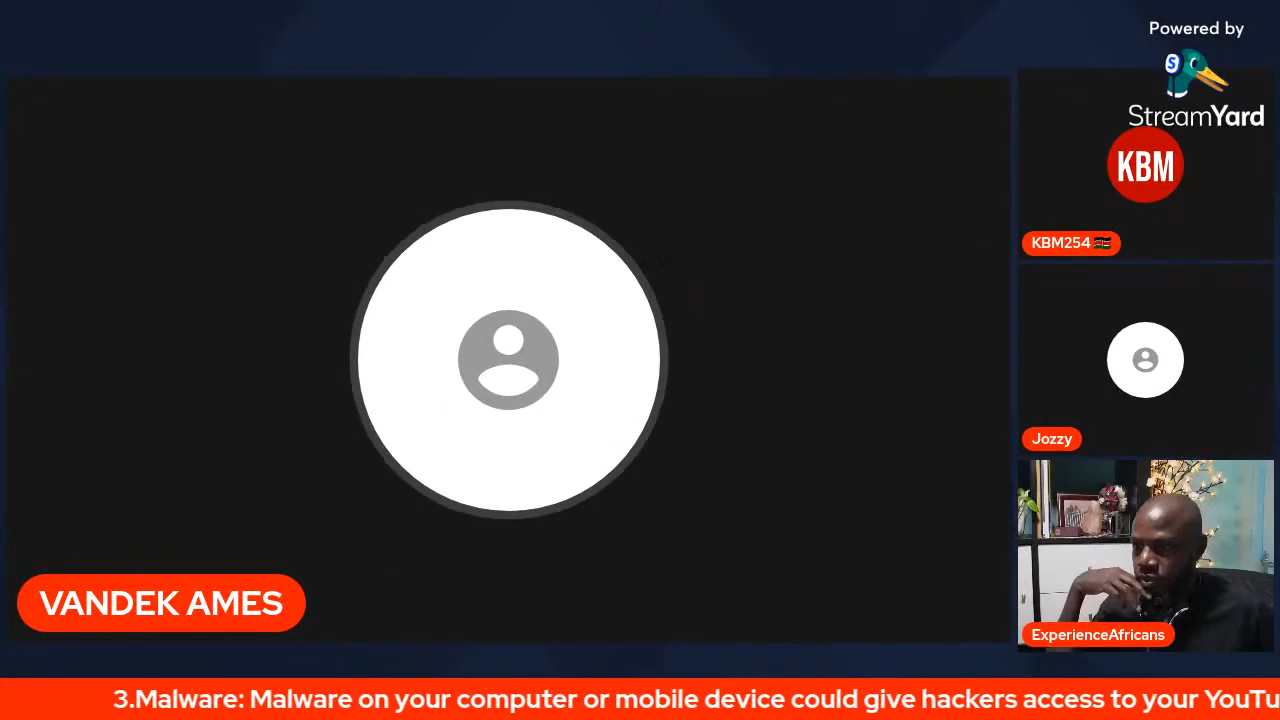 Powered by
StreamYard
KBM
KBM254
Jozzy
VANDEK AMES
ExperienceAfricans
3.Malware: Malware on your computer or mobile device could give hackers access to your YouTu